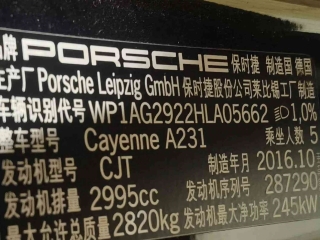 品牌 PORSCHE 保时捷 制造国 德国
生产厂 Porsche Leipzig GmbH 保时捷股份公司莱比锡工厂制造
车辆识别代号 WP1AG2922HLA05662 1,0%
整车型号 Cayenne A231 乘坐人数 5
发动机型号 CJT 制造年月 2016.10
发动机排量 2995cc 发动机序列号 287290
最大允许总质量 2820kg 发动机最大净功率 245kW